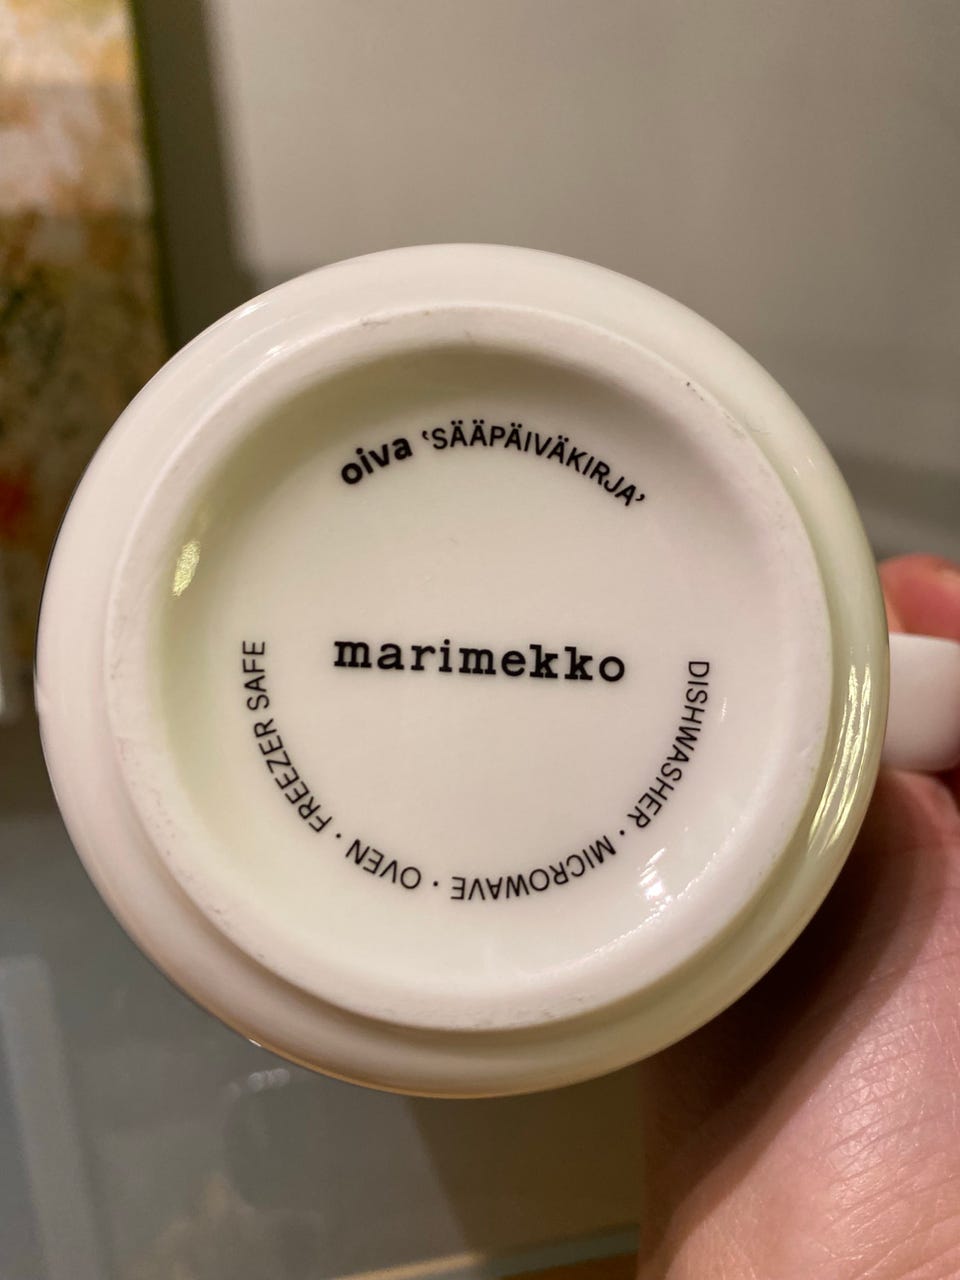 oiva ‘SÄÄPÄIVÄKIRJA’
marimekko
DISHWASHER · MICROWAVE · OVEN · FREEZER SAFE